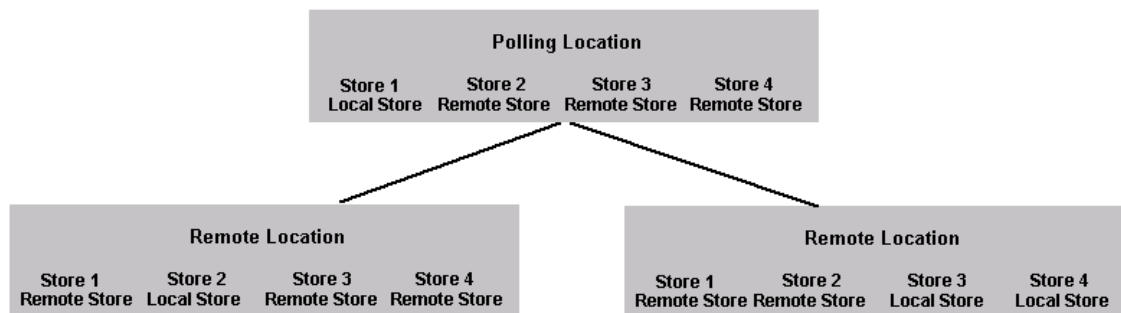 Polling Location
Store 1 Store 2 Store 3 Store 4
Local Store Remote Store Remote Store Remote Store
Remote Location
Store 1 Store 2 Store 3 Store 4
Remote Store Local Store Remote Store Remote Store
Remote Location
Store 1 Store 2 Store 3 Store 4
Remote Store Remote Store Local Store Local Store